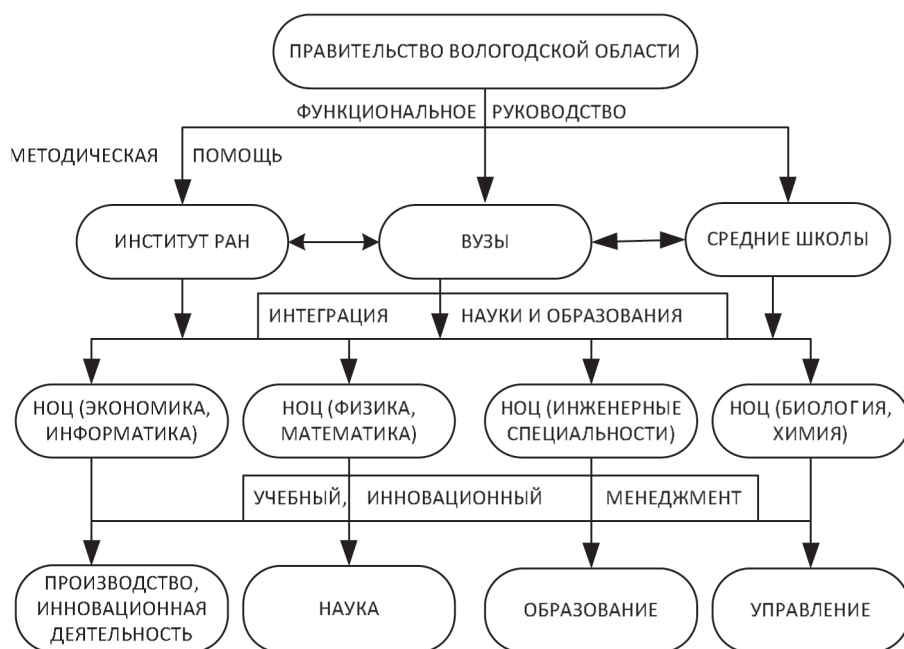 ПРАВИТЕЛЬСТВО ВОЛОГОДСКОЙ ОБЛАСТИ
ФУНКЦИОНАЛЬНОЕ РУКОВОДСТВО
МЕТОДИЧЕСКАЯ ПОМОЩЬ
ИНСТИТУТ РАН
ВУЗЫ
СРЕДНИЕ ШКОЛЫ
ИНТЕГРАЦИЯ НАУКИ И ОБРАЗОВАНИЯ
НОЦ (ЭКОНОМИКА,
ИНФОРМАТИКА)
НОЦ (ФИЗИКА,
МАТЕМАТИКА)
НОЦ (ИНЖЕНЕРНЫЕ
СПЕЦИАЛЬНОСТИ)
НОЦ (БИОЛОГИЯ,
ХИМИЯ)
УЧЕБНЫЙ, ИННОВАЦИОННЫЙ МЕНЕДЖМЕНТ
ПРОИЗВОДСТВО,
ИННОВАЦИОННАЯ
ДЕЯТЕЛЬНОСТЬ
НАУКА
ОБРАЗОВАНИЕ
УПРАВЛЕНИЕ